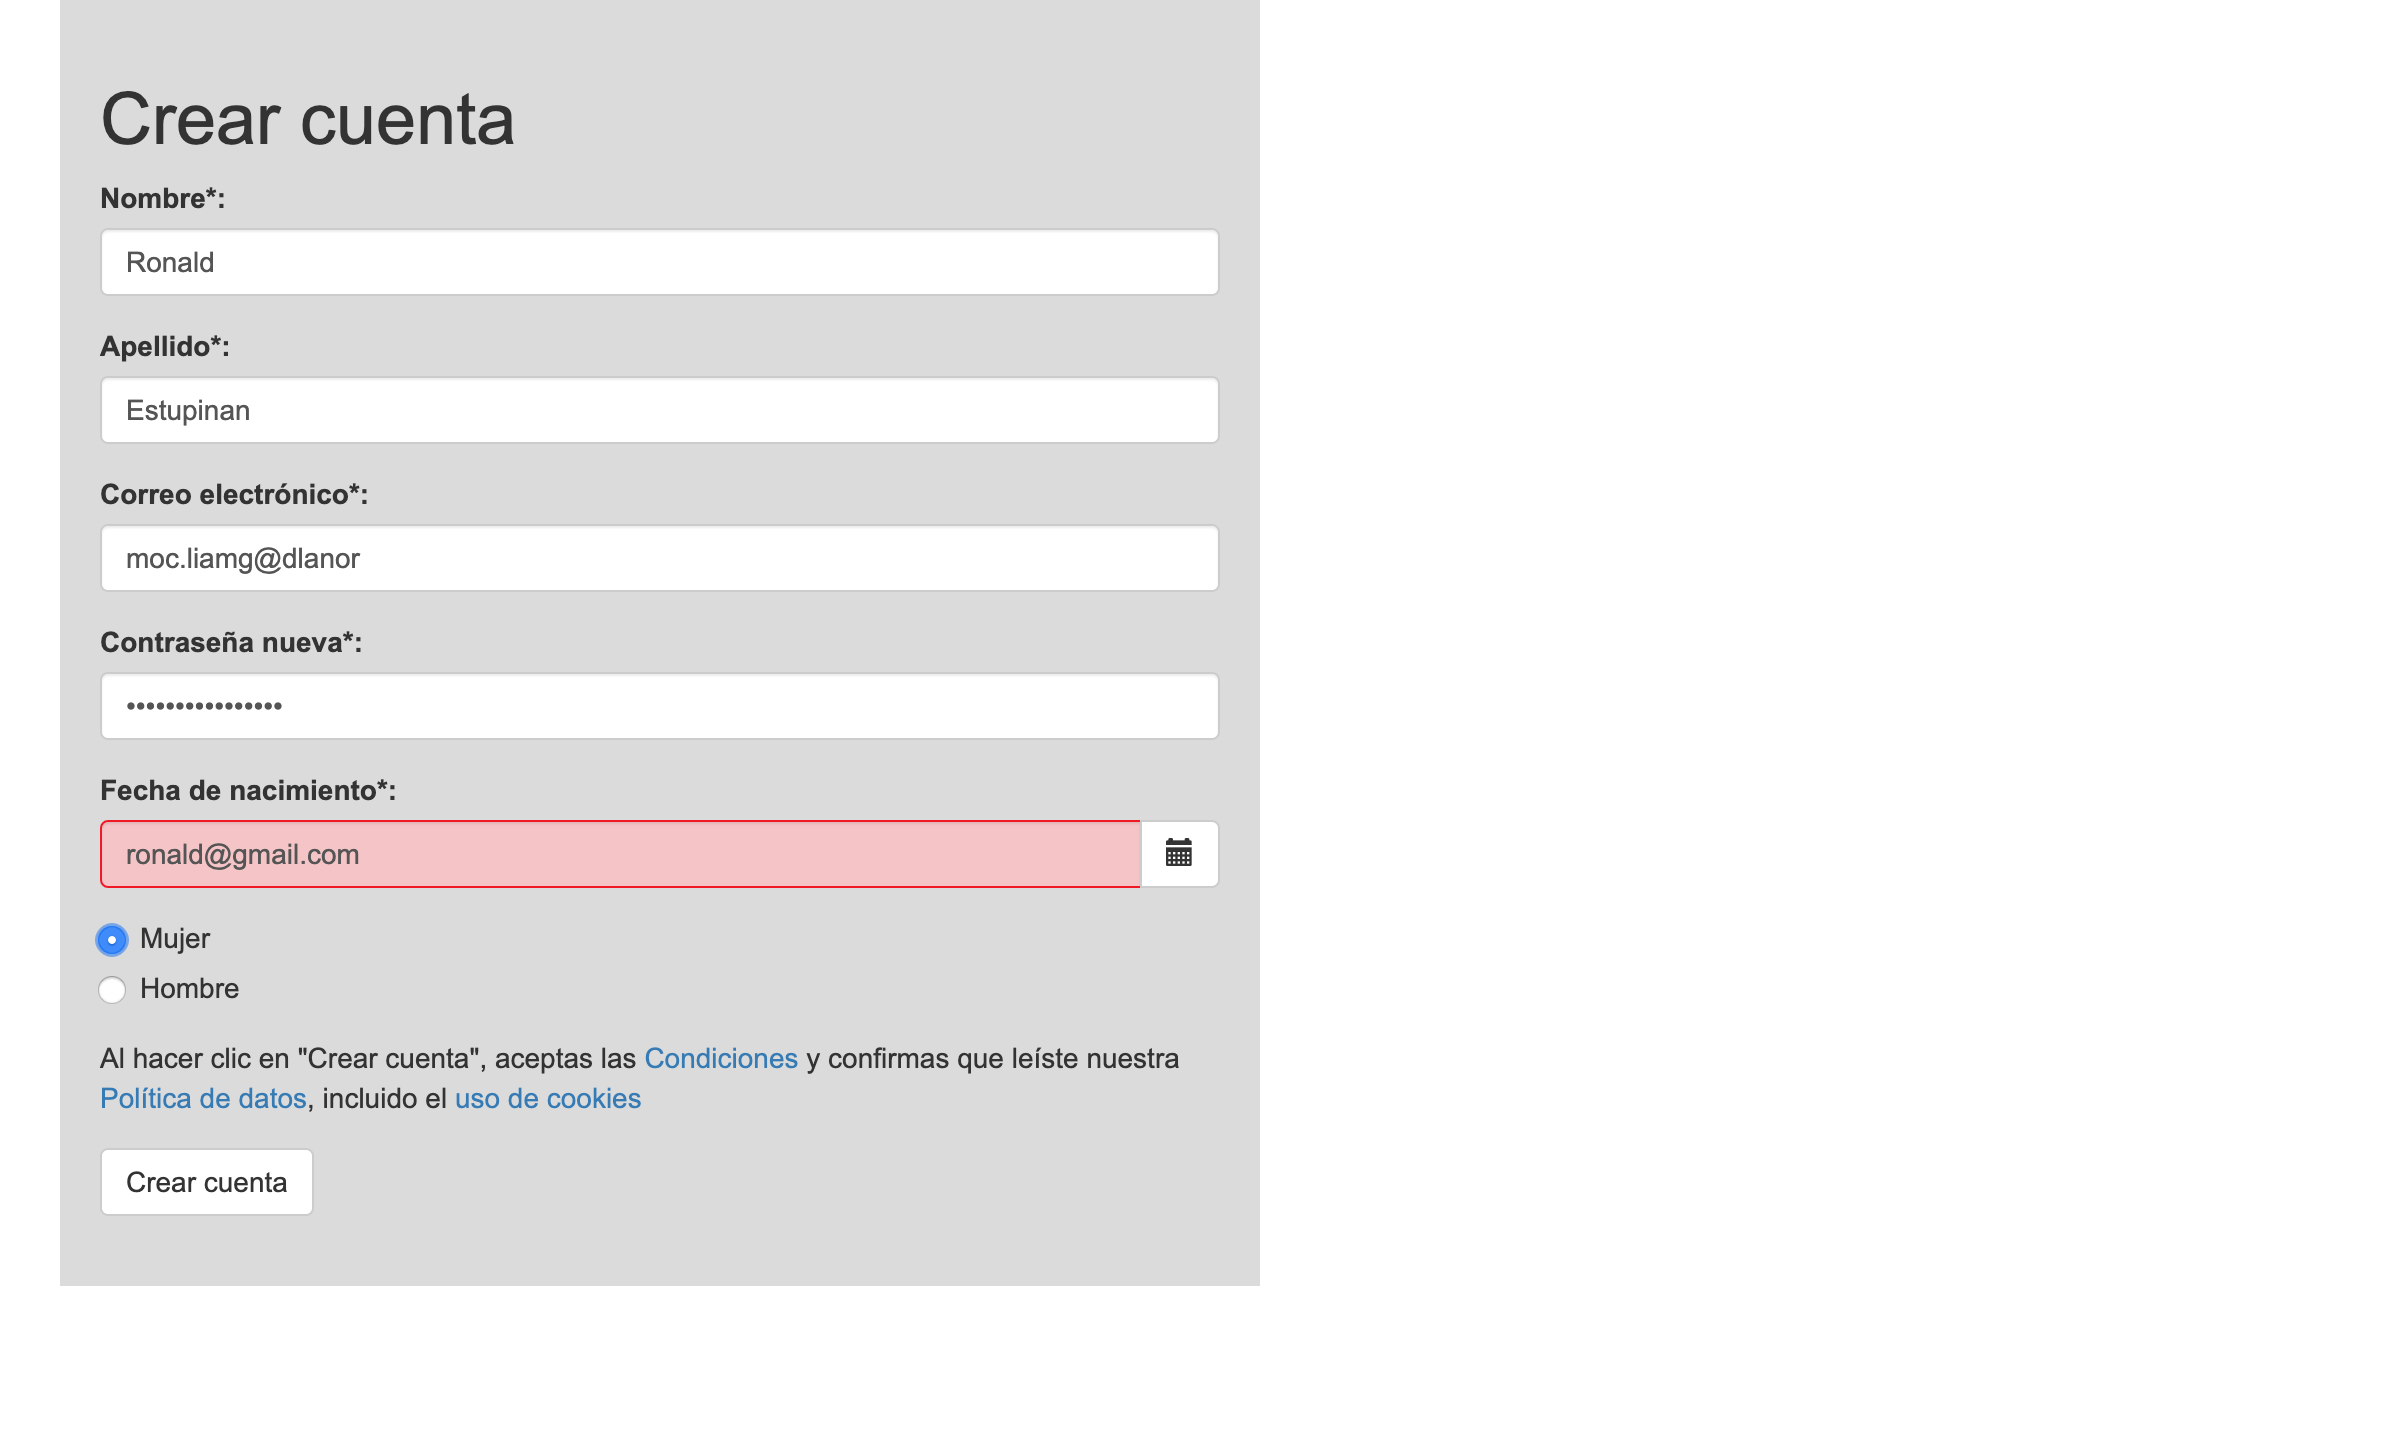 Crear cuenta
Nombre*:
Ronald
Apellido*:
Estupinan
Correo electrónico*:
moc.liamg@dlanor
Contraseña nueva*:
••••••••••••••••
Fecha de nacimiento*:
ronald@gmail.com
Mujer
Hombre
Al hacer clic en "Crear cuenta", aceptas las Condiciones y confirmas que leíste nuestra
Política de datos, incluido el uso de cookies
Crear cuenta